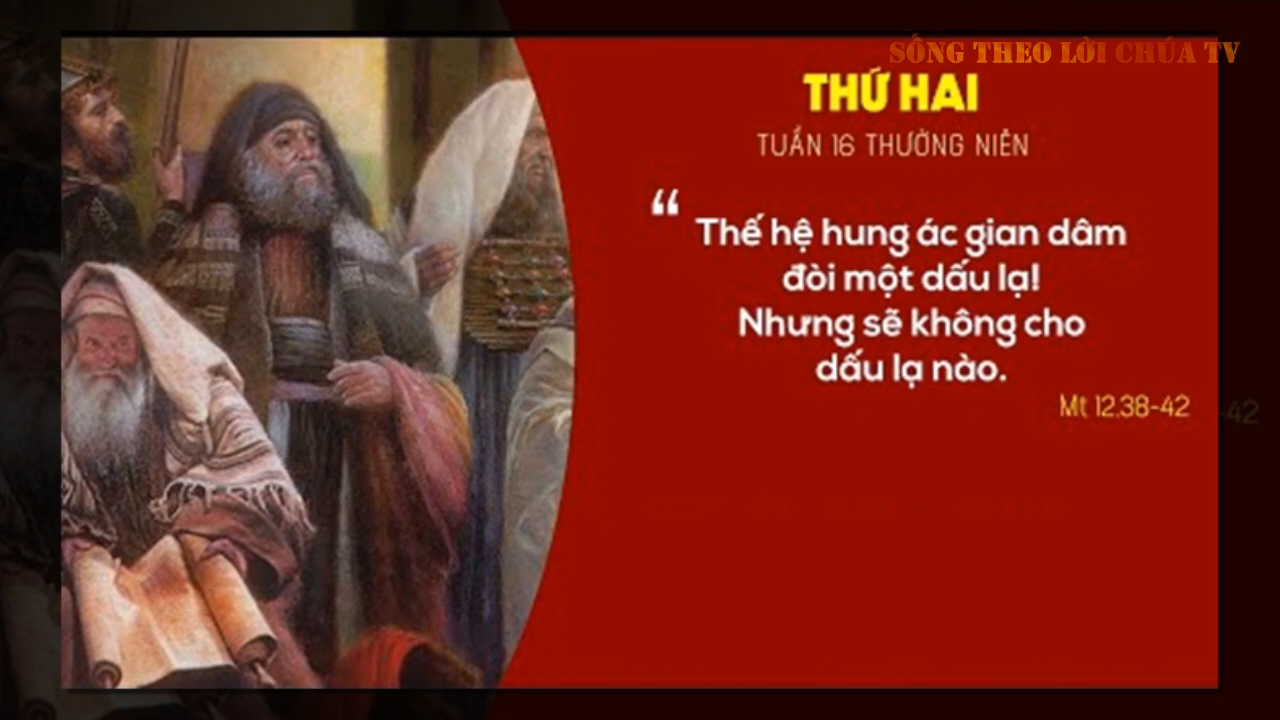 SỐNG THEO LỜI CHÚA TV
THỨ HAI
TUẦN 16 THƯỜNG NIÊN
“ Thế hệ hung ác gian dâm
đòi một dấu lạ!
Nhưng sẽ không cho
dấu lạ nào.
Mt 12,38-42
-42